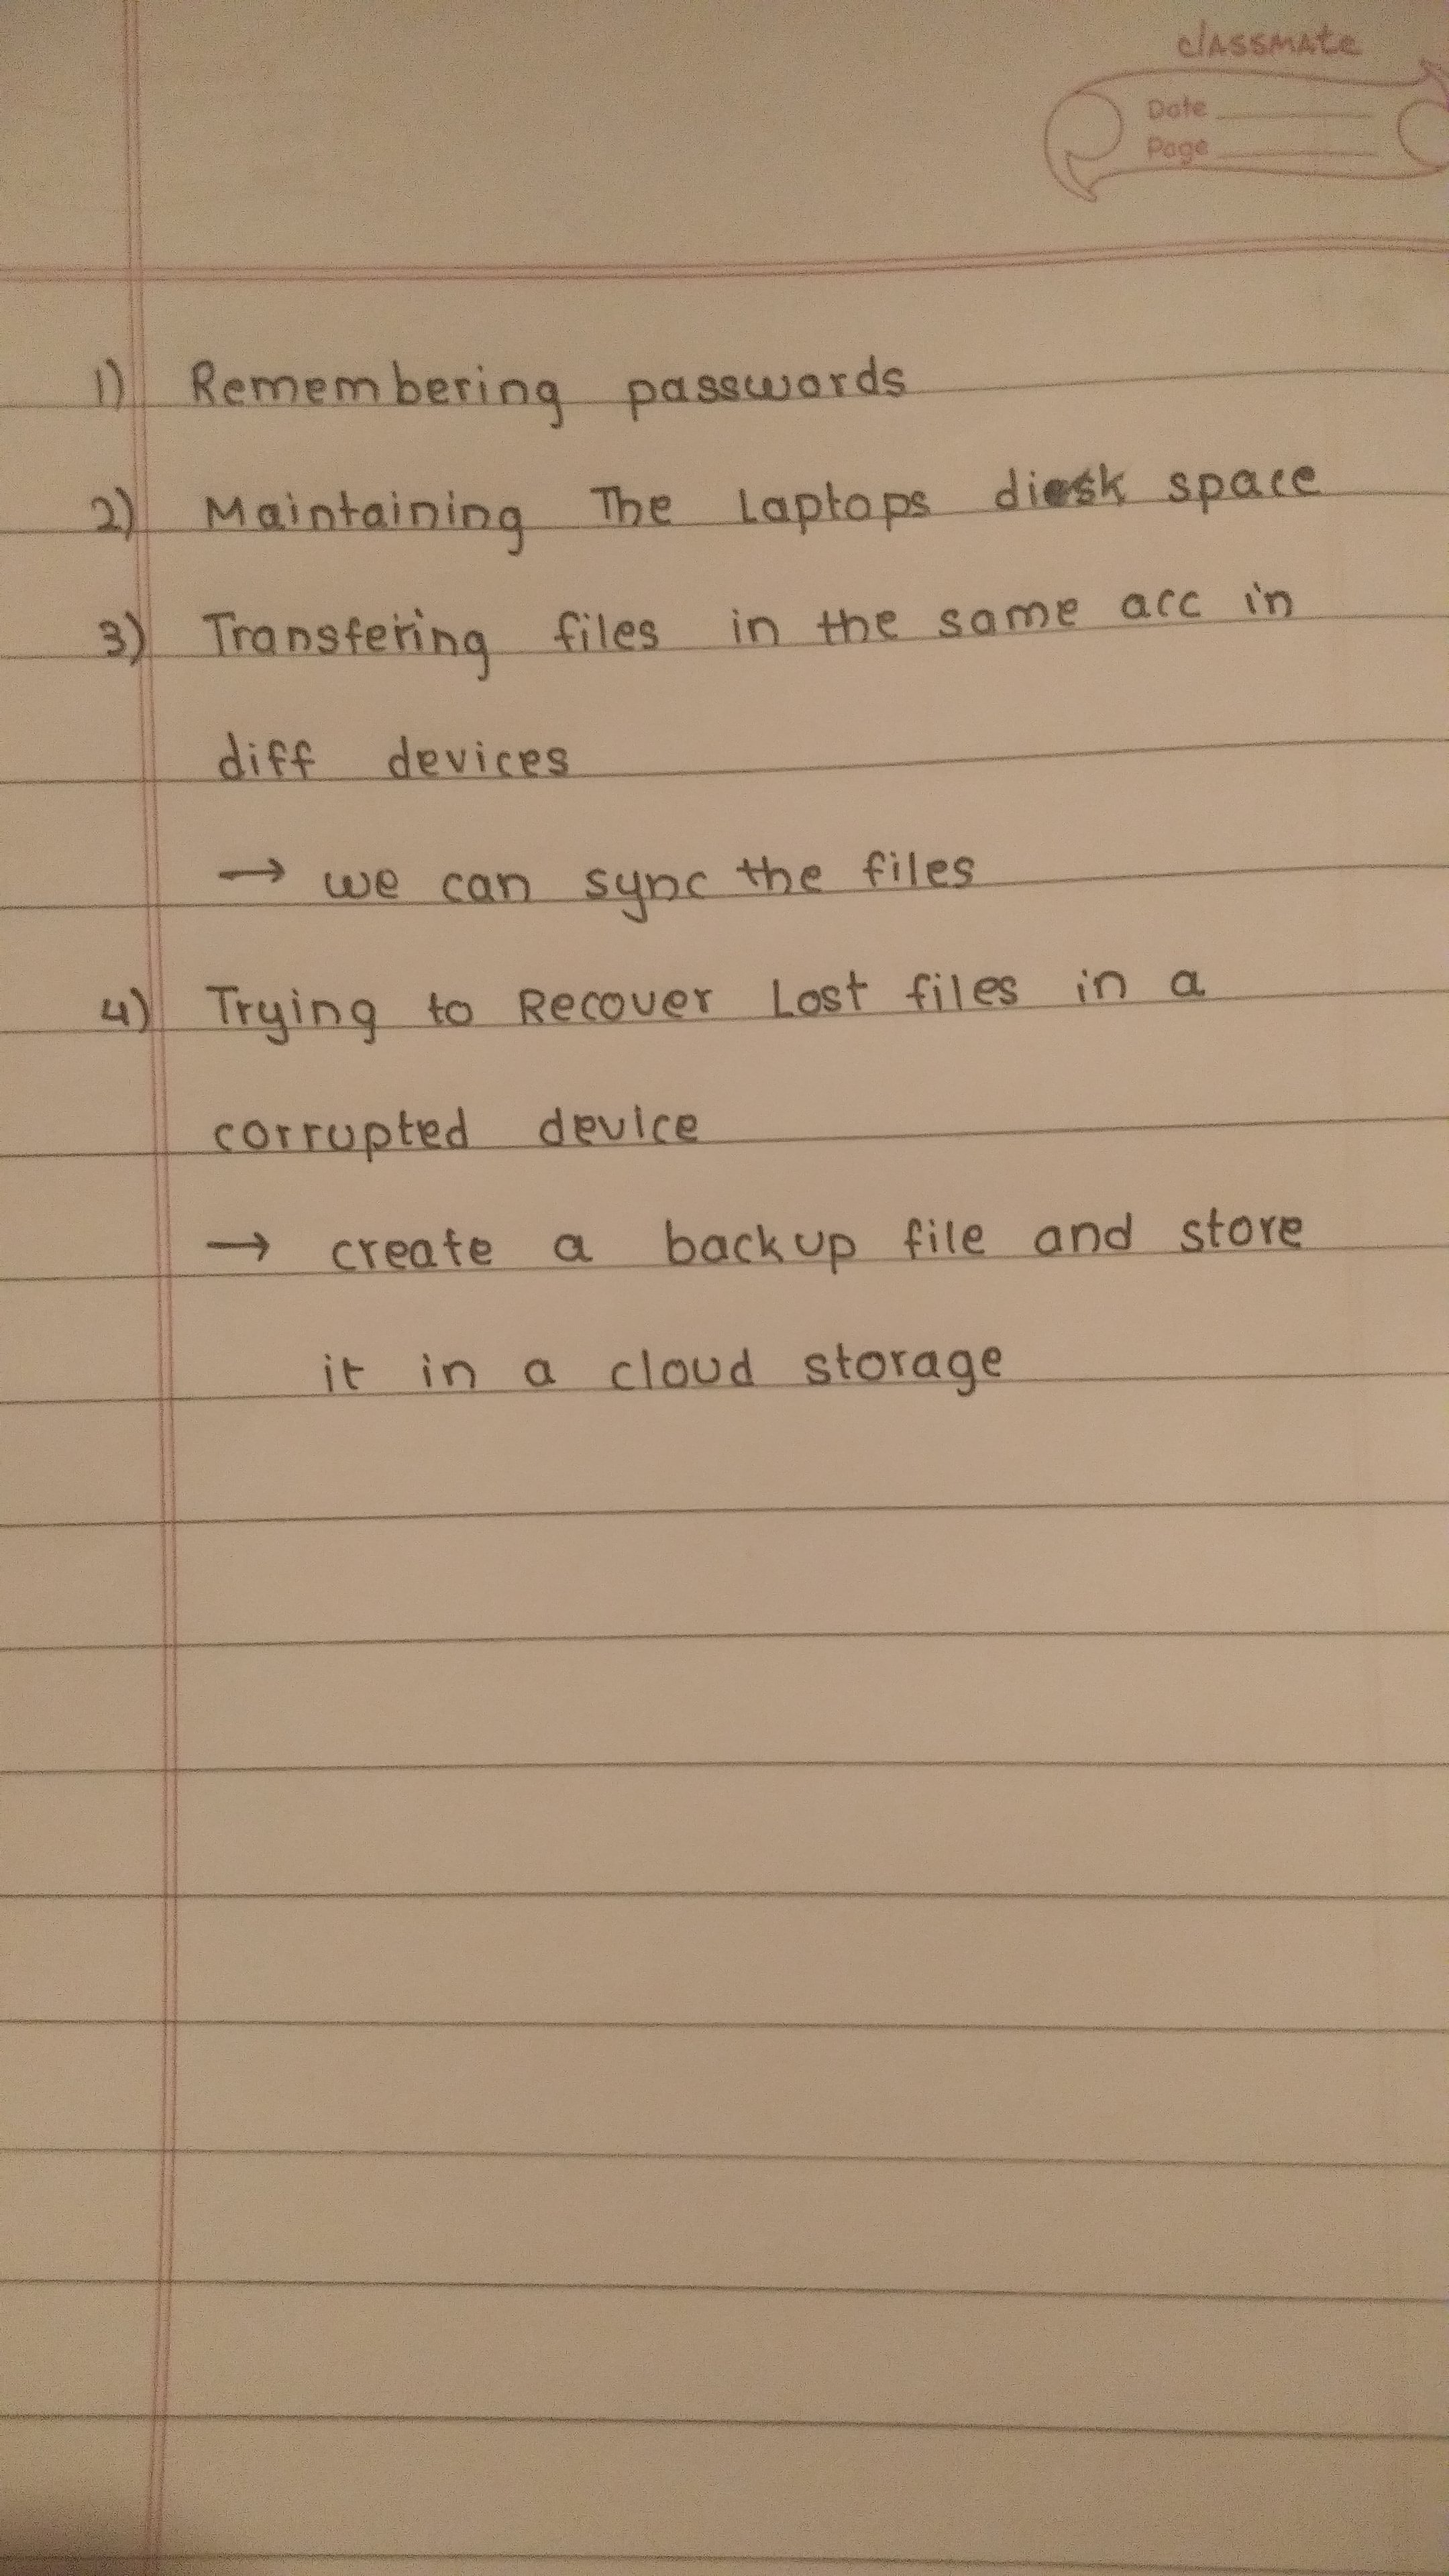 classmate
Date
Page
1) Remembering passwords
2) Maintaining The Laptops disk space
3) Transfering files in the same acc in
diff devices
→ we can sync the files
4) Trying to Recover Lost files in a
corrupted device
→ create a backup file and store
it in a cloud storage